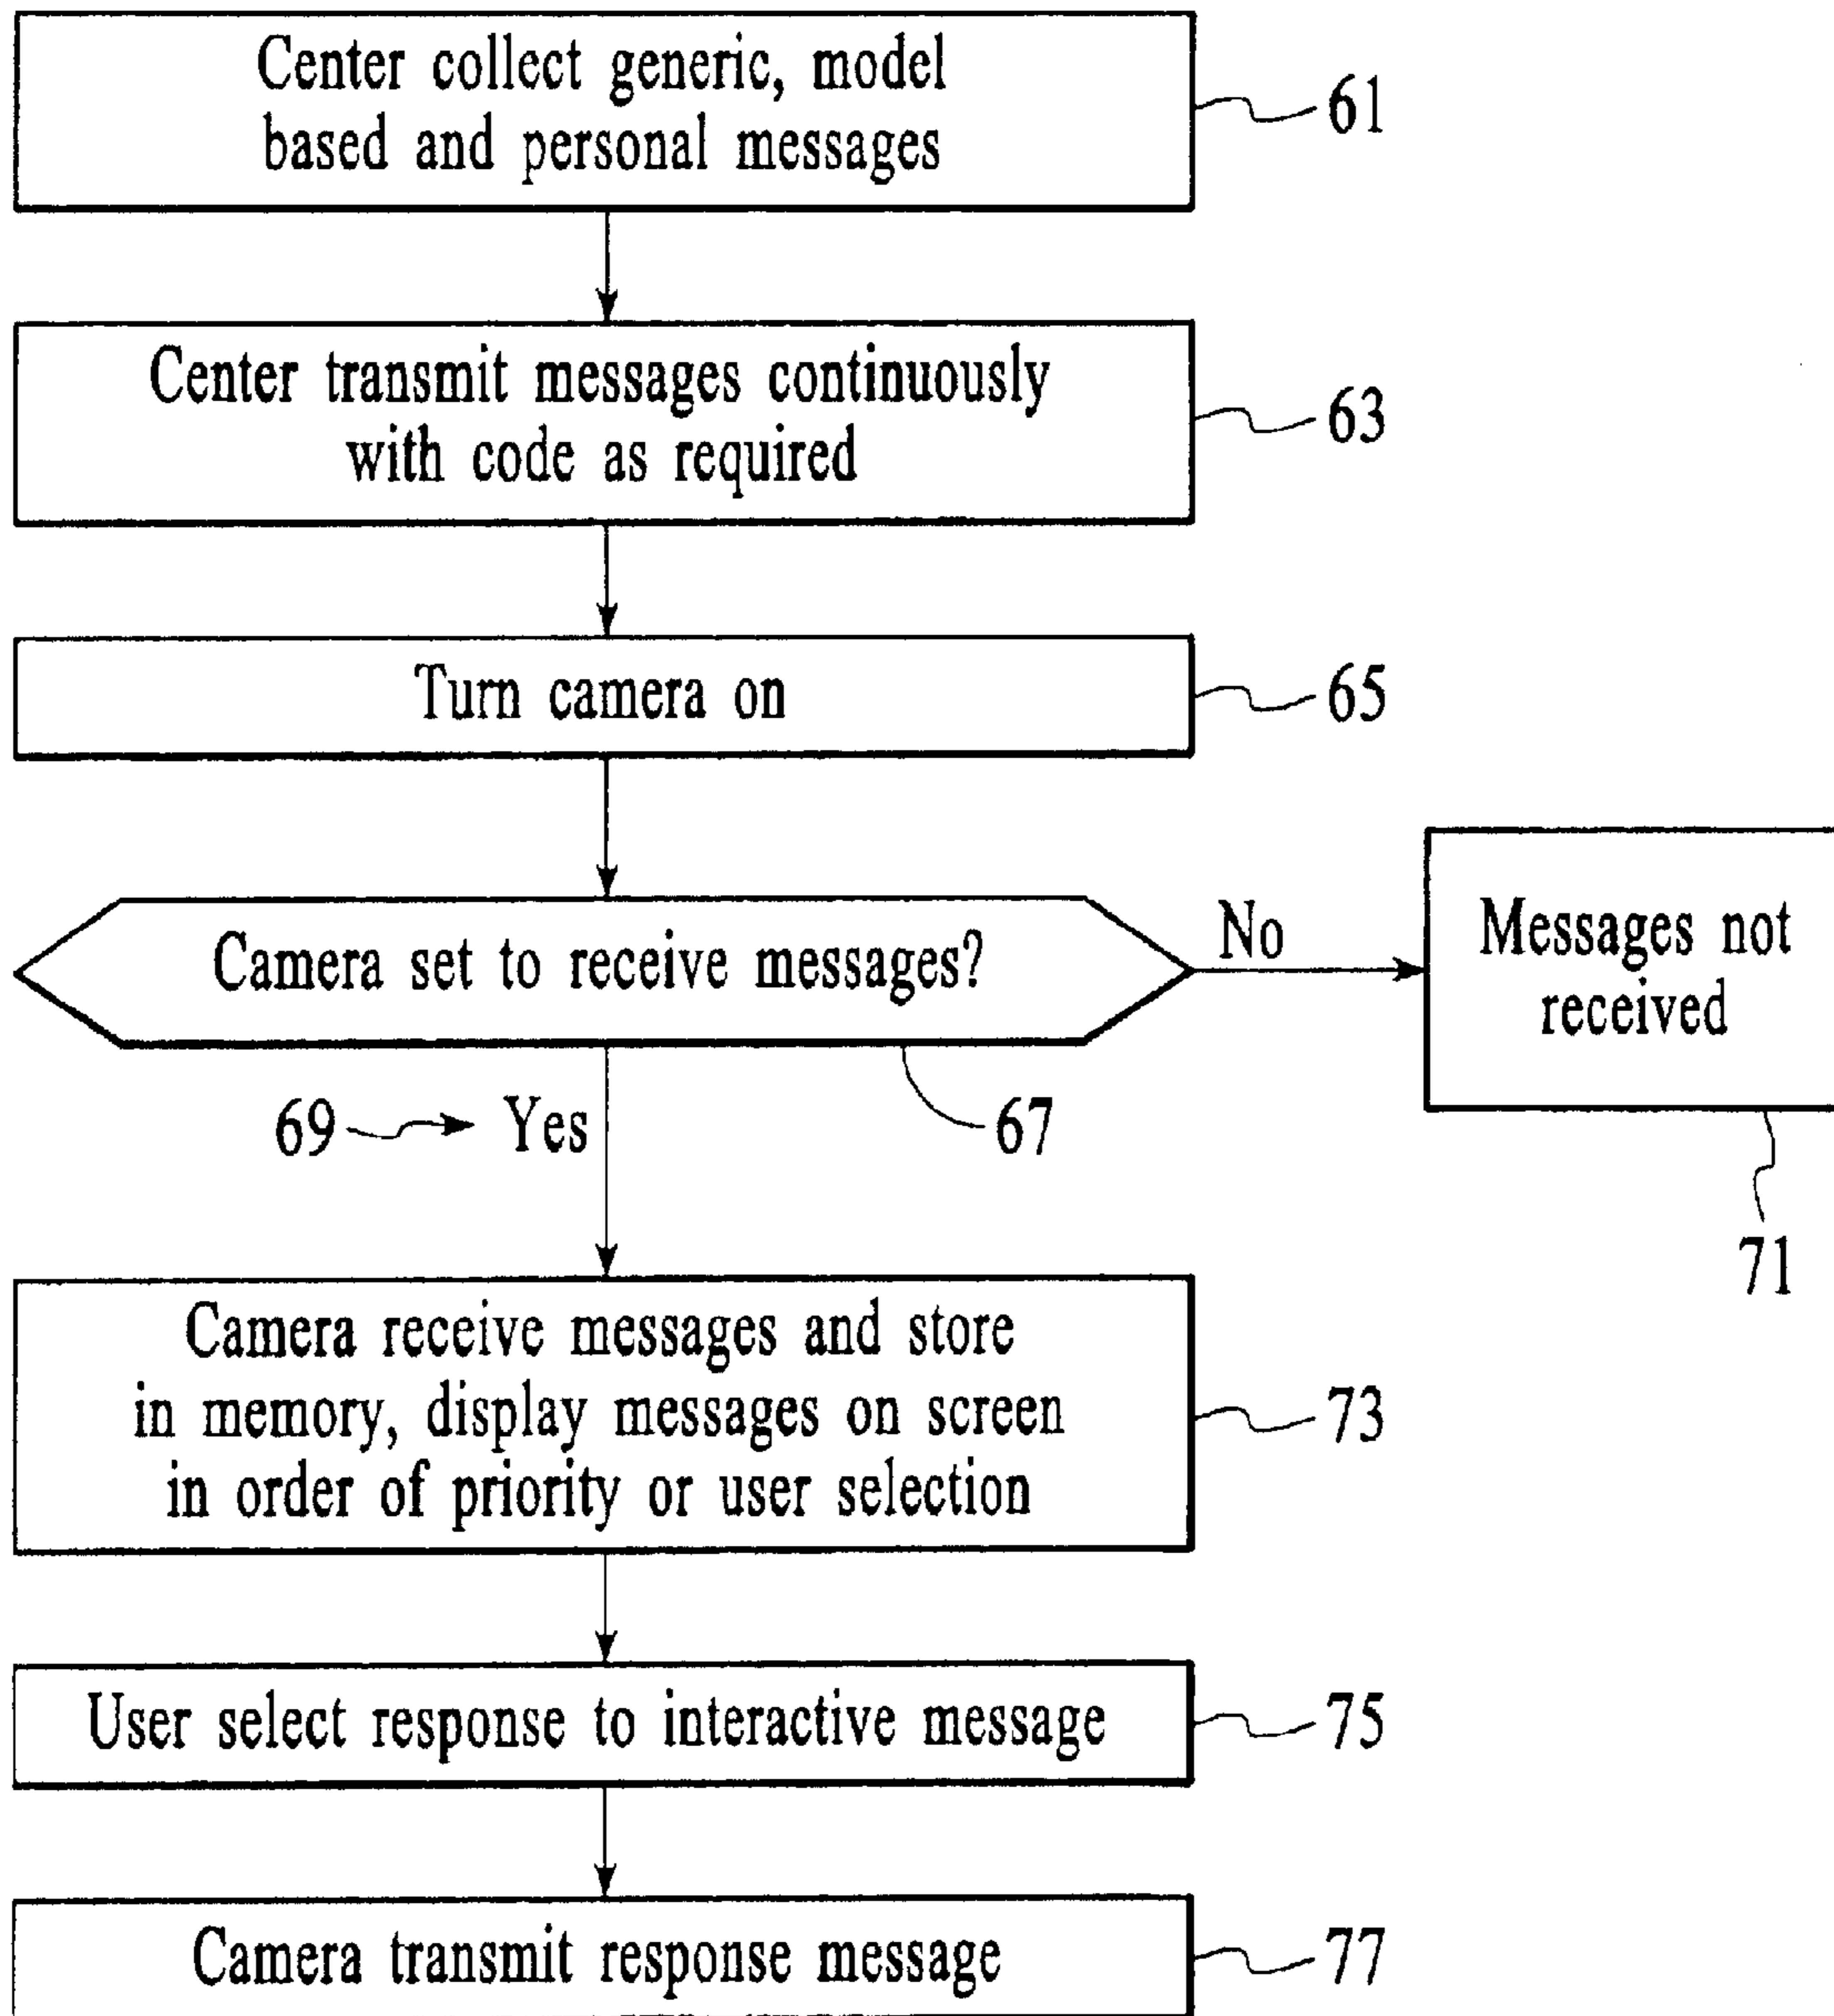 Center collect generic, model
based and personal messages
61
Center transmit messages continuously
with code as required
63
Turn camera on
65
Camera set to receive messages?
No
Messages not
received
69
Yes
67
71
Camera receive messages and store
in memory, display messages on screen
in order of priority or user selection
73
User select response to interactive message
75
Camera transmit response message
77